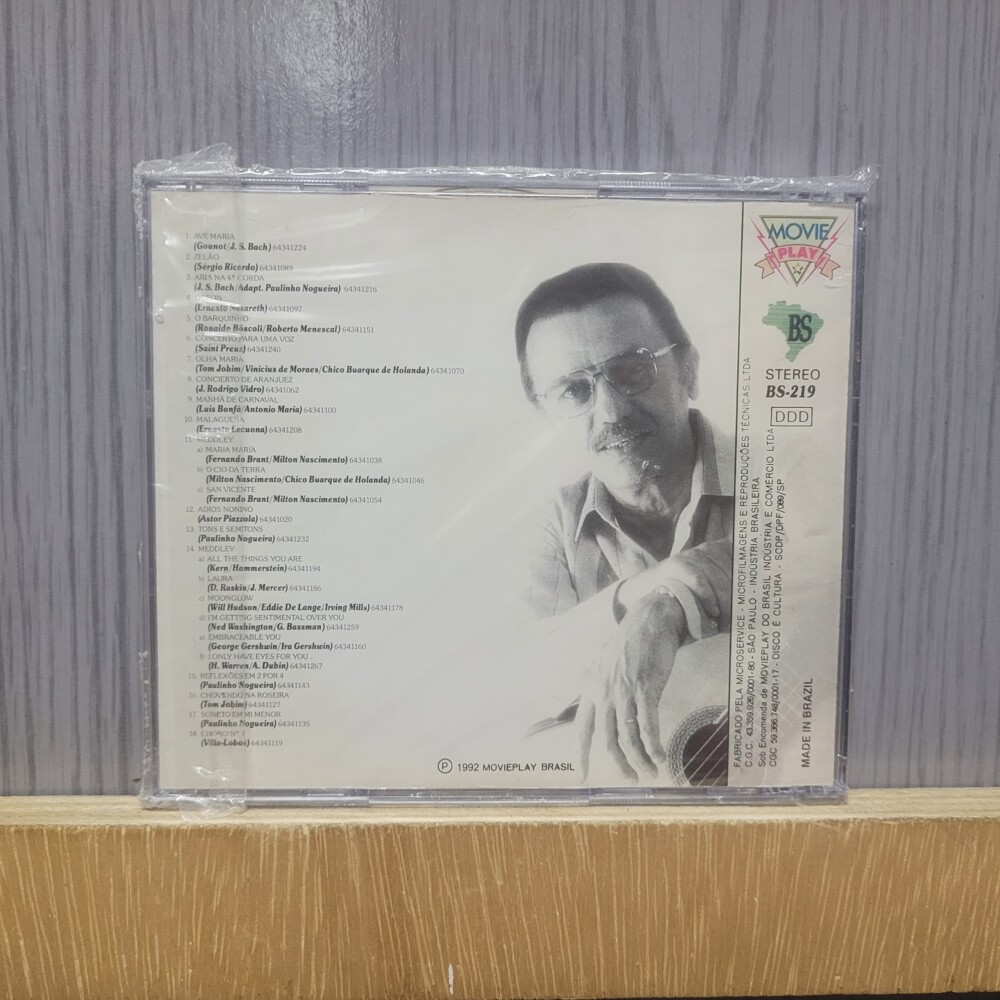 1. AVE MARIA
(Gounot/J. S. Bach) 64341224
2. ZELÃO
(Sérgio Ricardo) 64341089
3. ARIA NA 4ª CORDA
(J. S. Bach/Adapt. Paulinho Nogueira) 64341216
4.
(Ernesto Nazareth) 64341097
5. O BARQUINHO
(Ronaldo Bôscoli/Roberto Menescal) 64341151
6. CONCERTO PARA UMA VOZ
(Saint Preux) 64341240
7. OLHA MARIA
(Tom Jobim/Vinicius de Moraes/Chico Buarque de Holanda) 64341070
8. CONCIERTO DE ARANJUEZ
(J. Rodrigo Vidro) 64341062
9. MANHÃ DE CARNAVAL
(Luis Bonfá/Antonio Maria) 64341100
10. MALAGUEÑA
(Ernesto Lecuona) 64341208
11. MEDDLEY:
a) MARIA MARIA
(Fernando Brant/Milton Nascimento) 64341038
b) O CIO DA TERRA
(Milton Nascimento/Chico Buarque de Holanda) 64341046
c) SAN VICENTE
(Fernando Brant/Milton Nascimento) 64341054
12. ADIOS NONINO
(Astor Piazzola) 64341020
13. TONS E SEMITONS
(Paulinho Nogueira) 64341232
14. MEDDLEY:
a) ALL THE THINGS YOU ARE
(Kern/Hammerstein) 64341194
b) LAURA
(D. Raskin/J. Mercer) 64341186
c) MOONGLOW
(Will Hudson/Eddie De Lange/Irving Mills) 64341178
d) I'M GETTING SENTIMENTAL OVER YOU
(Ned Washington/G. Bassman) 64341259
e) EMBRACEABLE YOU
(George Gershwin/Ira Gershwin) 64341160
f) I ONLY HAVE EYES FOR YOU
(H. Warren/A. Dubin) 64341267
15. REFLEXÕES EM 2 POR 4
(Paulinho Nogueira) 64341143
16. CHOVENDO NA ROSEIRA
(Tom Jobim) 64341127
17. SONETO EM MI MENOR
(Paulinho Nogueira) 64341135
18. CHORO Nº 1
(Villa-Lobos) 64341119
Ⓟ 1992 MOVIEPLAY BRASIL
MOVIE
PLAY
BS
STEREO
BS-219
DDD
FABRICADO PELA MICROSERVICE - MICROFILMAGENS E REPRODUÇÕES TÉCNICAS LTDA
C.G.C. 43.359.926/0001-80 - SÃO PAULO - INDÚSTRIA BRASILEIRA
Sob Encomenda de MOVIEPLAY DO BRASIL INDÚSTRIA E COMÉRCIO LTDA
CGC 59.366.748/0001-17 - DISCO É CULTURA - SCDP/DPF/089/SP
MADE IN BRAZIL